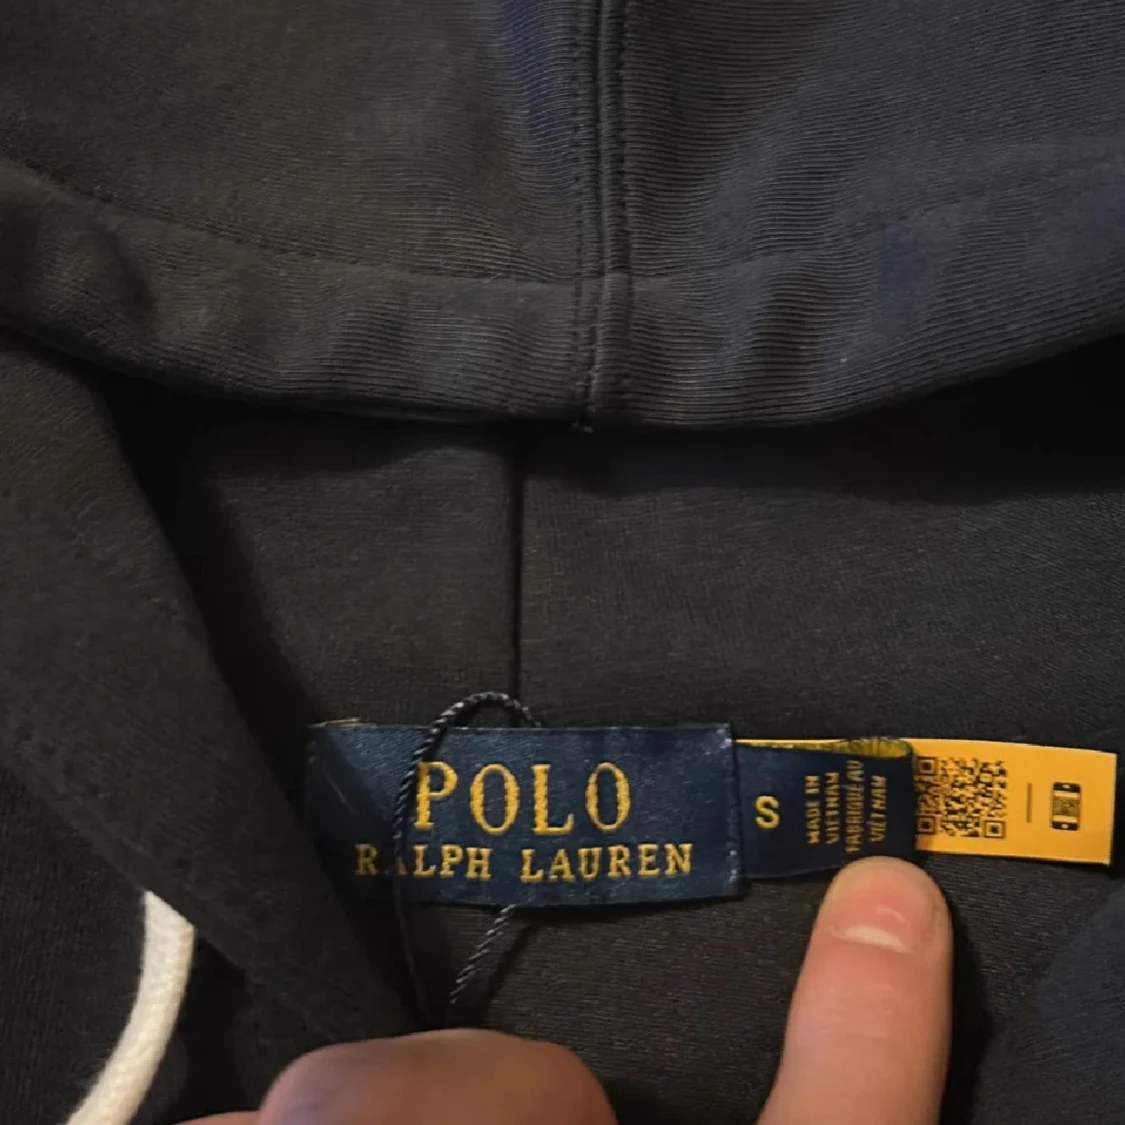 POLO
RALPH LAUREN
S
MADE IN
VIETNAM
FABRIQUÉ AU
VIETNAM